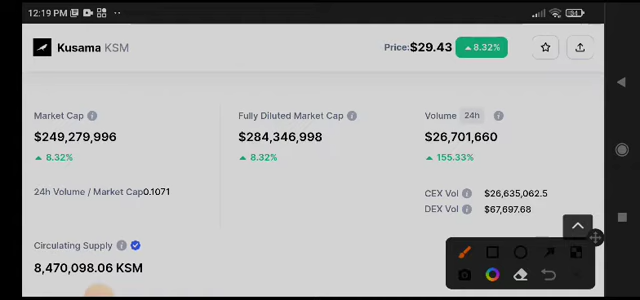 12:19 PM
Kusama KSM
Price:$29.43 8.32%
Market Cap
$249,279,996
8.32%
Fully Diluted Market Cap
$284,346,998
8.32%
Volume 24h
$26,701,660
155.33%
24h Volume / Market Cap0.1071
CEX Vol $26,635,062.5
DEX Vol $67,697.68
Circulating Supply
8,470,098.06 KSM